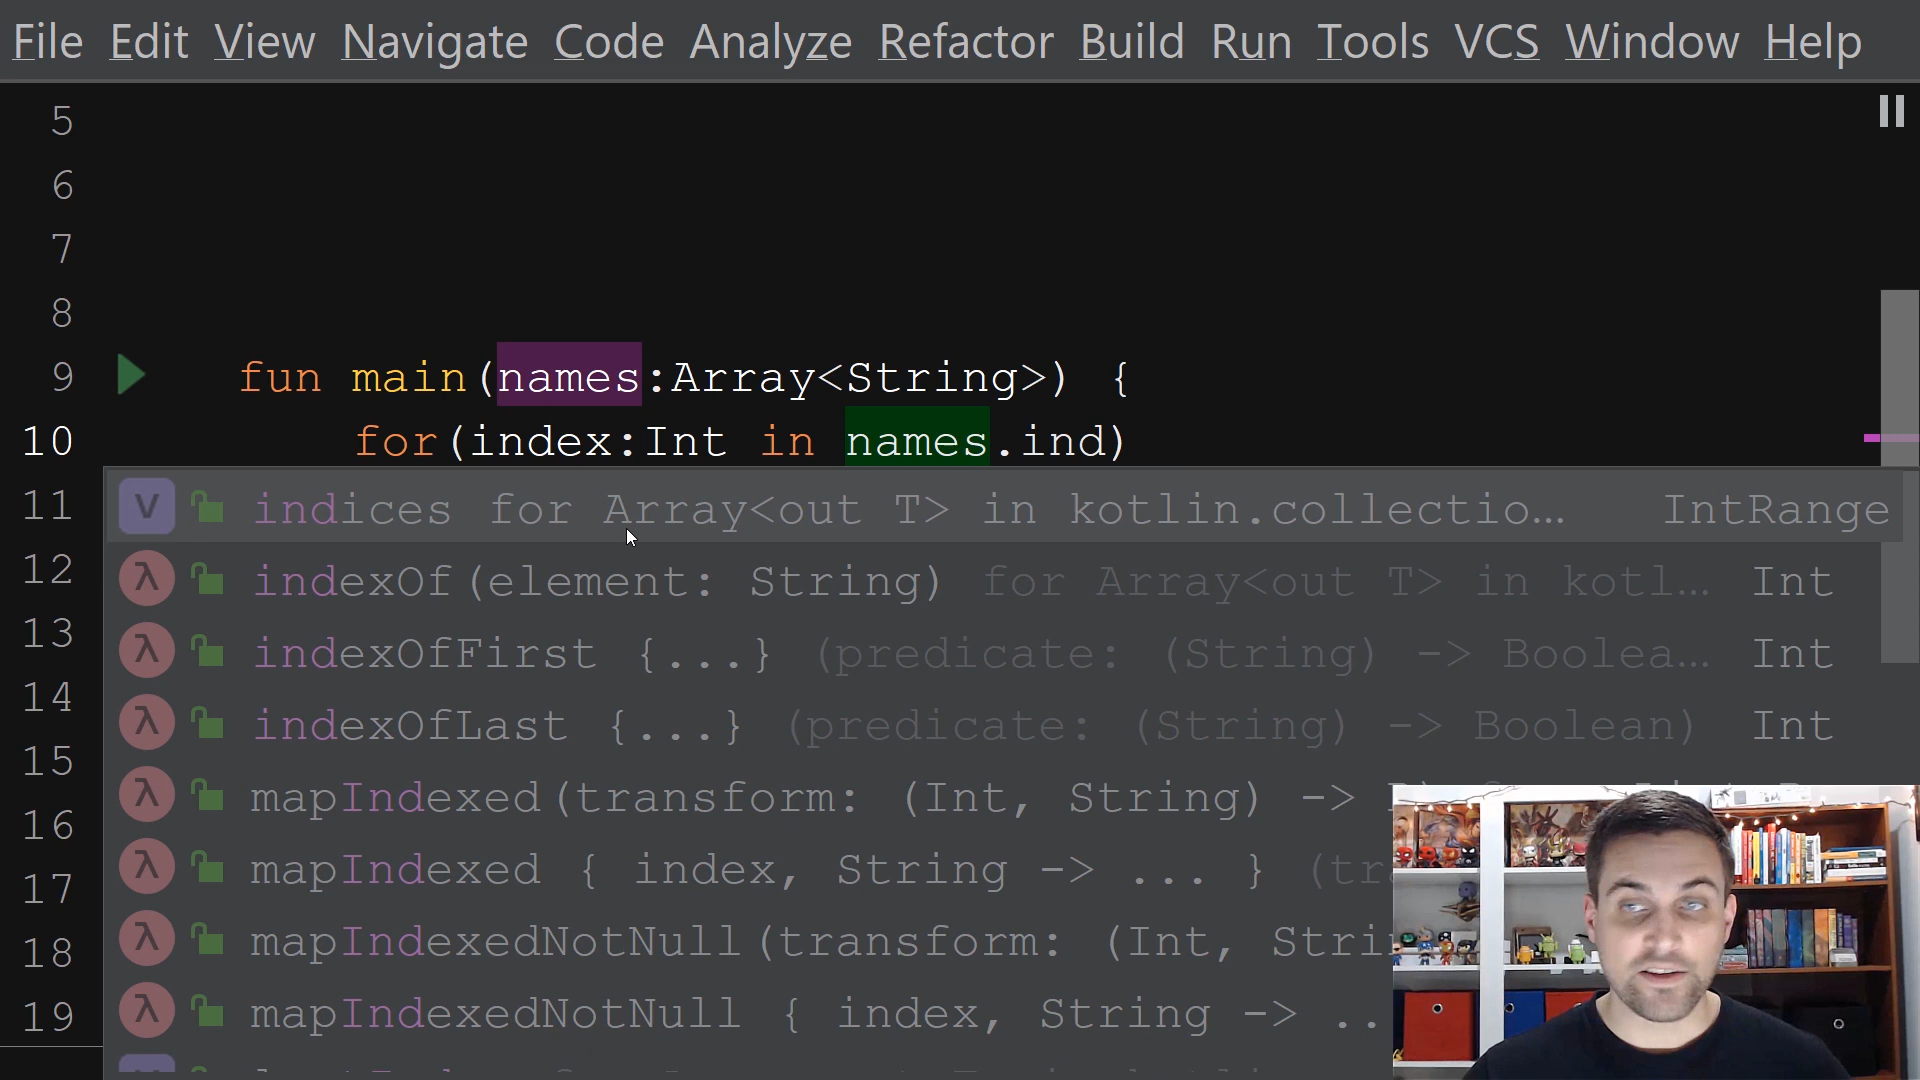 File Edit View Navigate Code Analyze Refactor Build Run Tools VCS Window Help
5
6
7
8
9 fun main(names:Array<String>) {
10 for(index:Int in names.ind)
11 V indices for Array<out T> in kotlin.collectio… IntRange
12 λ indexOf(element: String) for Array<out T> in kotl… Int
13 λ indexOfFirst {...} (predicate: (String) -> Boolea… Int
14 λ indexOfLast {...} (predicate: (String) -> Boolean) Int
15
16 λ mapIndexed(transform: (Int, String) ->
17 λ mapIndexed { index, String -> ... } (tr
18 λ mapIndexedNotNull(transform: (Int, Strin
19 λ mapIndexedNotNull { index, String -> ..